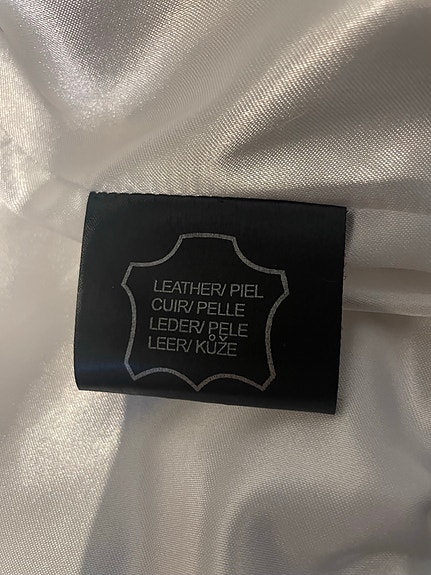 LEATHER/ PIEL
CUIR/ PELLE
LEDER/ PELE
LEER/ KŮŽE